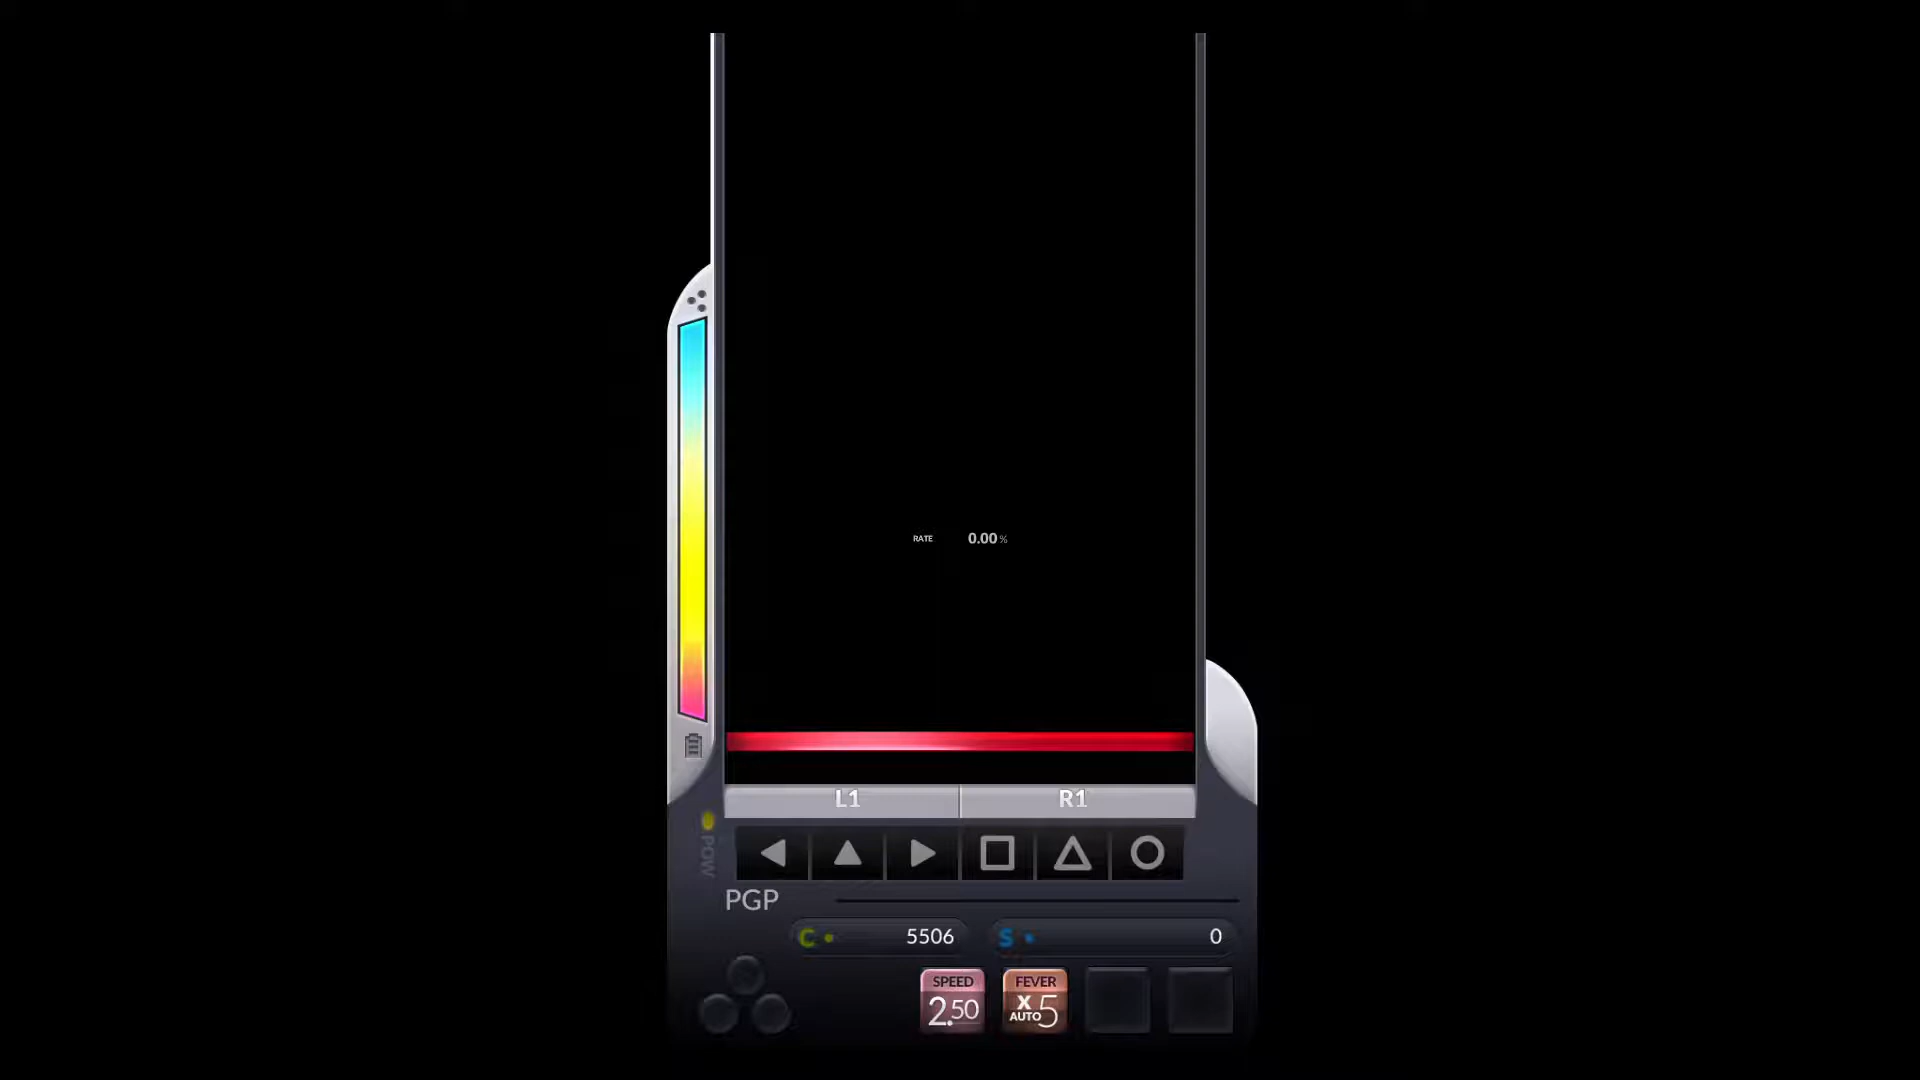 RATE 0.00%
L1 R1
POW
PGP
C 5506 S 0
SPEED FEVER
2.50 X AUTO 5